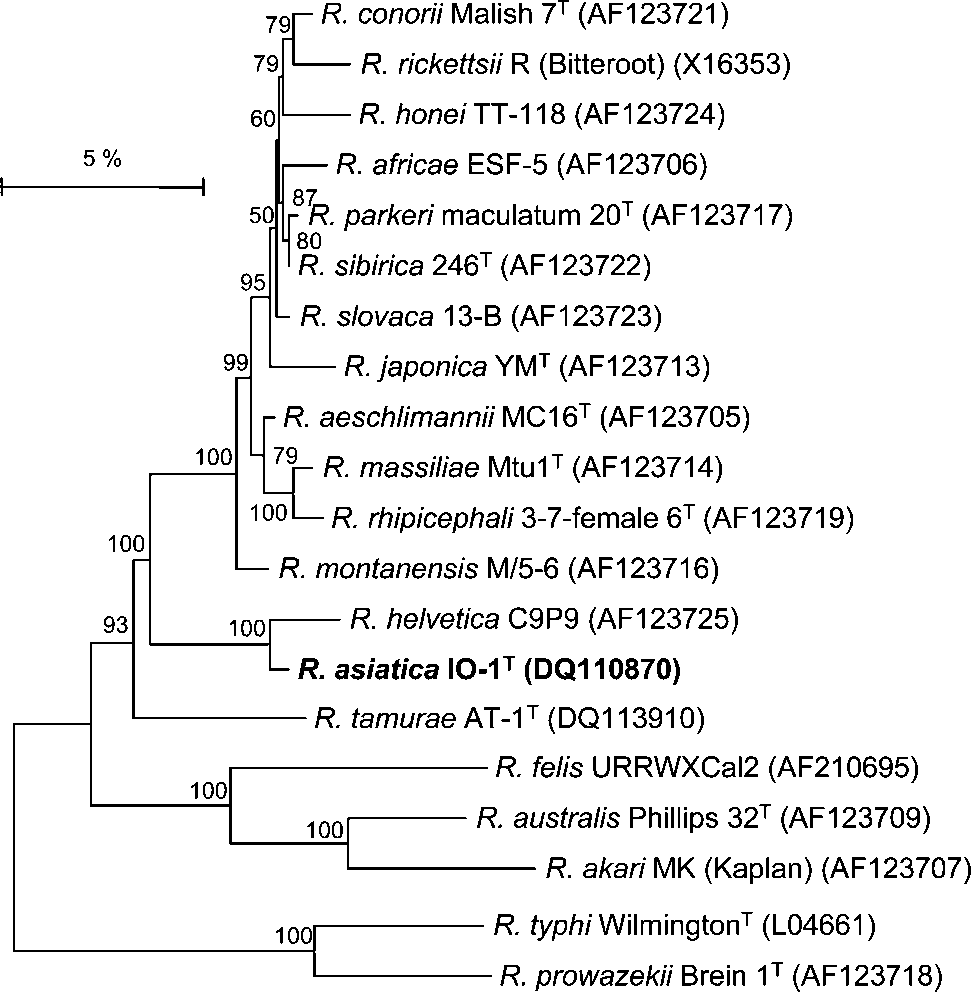 R. conorii Malish 7ᵀ (AF123721)
79
79
R. rickettsii R (Bitteroot) (X16353)
60
R. honei TT-118 (AF123724)
5 %
R. africae ESF-5 (AF123706)
87
50
R. parkeri maculatum 20ᵀ (AF123717)
80
R. sibirica 246ᵀ (AF123722)
95
R. slovaca 13-B (AF123723)
99
R. japonica YMᵀ (AF123713)
R. aeschlimannii MC16ᵀ (AF123705)
100
79
R. massiliae Mtu1ᵀ (AF123714)
100
R. rhipicephali 3-7-female 6ᵀ (AF123719)
100
R. montanensis M/5-6 (AF123716)
93
100
R. helvetica C9P9 (AF123725)
R. asiatica IO-1ᵀ (DQ110870)
R. tamurae AT-1ᵀ (DQ113910)
R. felis URRWXCal2 (AF210695)
100
R. australis Phillips 32ᵀ (AF123709)
100
R. akari MK (Kaplan) (AF123707)
R. typhi Wilmingtonᵀ (L04661)
100
R. prowazekii Brein 1ᵀ (AF123718)